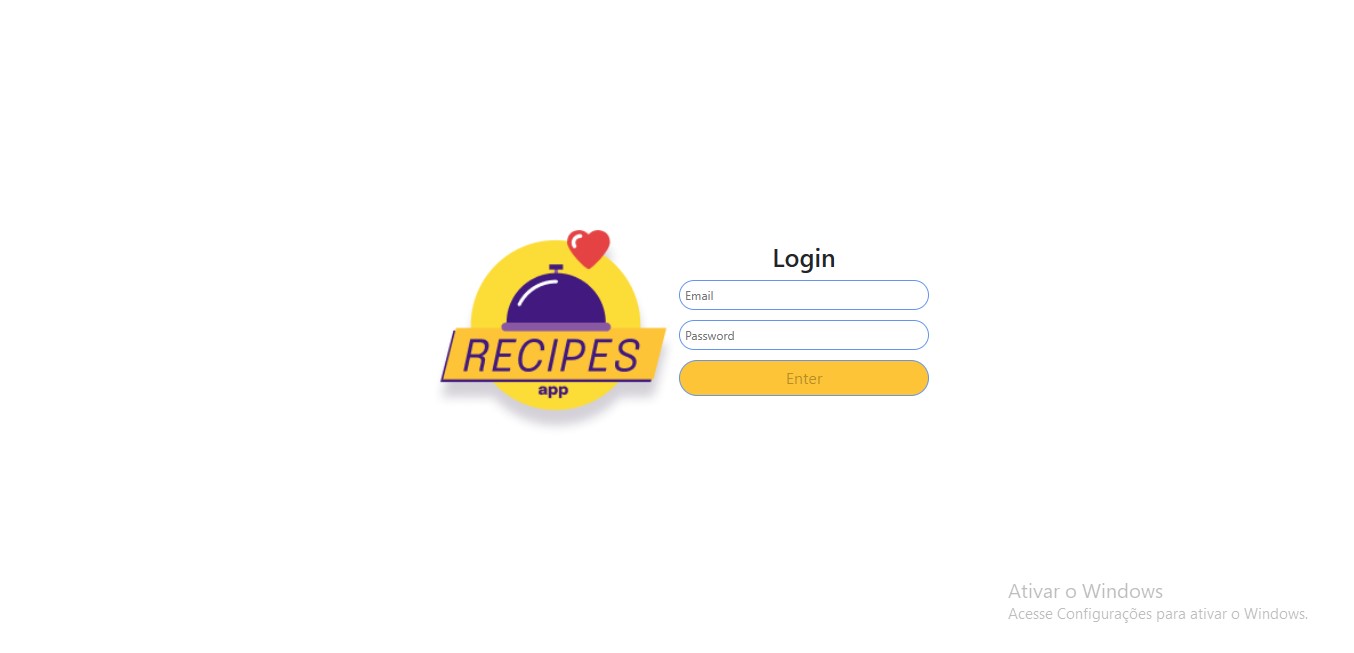 RECIPES
app
Login
Email
Password
Enter
Ativar o Windows
Acesse Configurações para ativar o Windows.